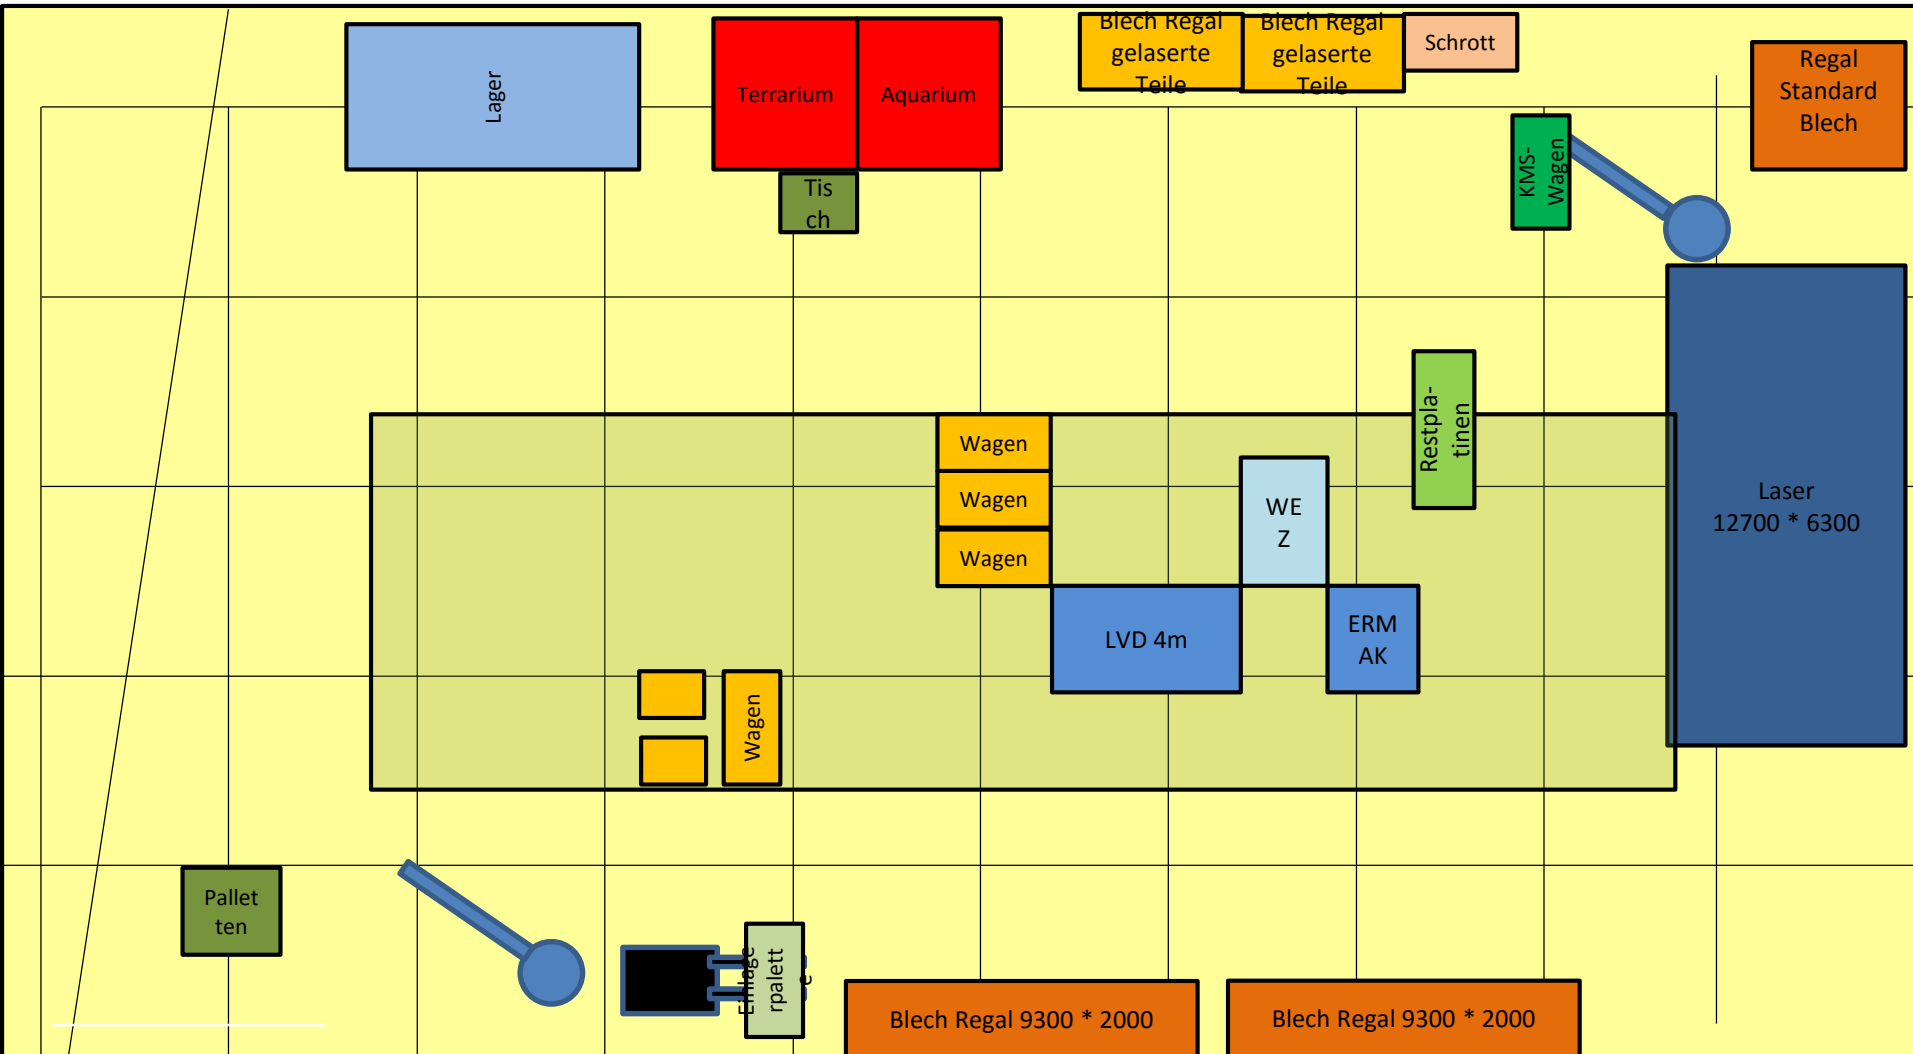 Lager
Terrarium
Aquarium
Blech Regal
gelaserte
Teile
Blech Regal
gelaserte
Teile
Schrott
Regal
Standard
Blech
Tis
ch
KMS-
Wagen
Restpla-
tinen
Wagen
Wagen
Wagen
WE
Z
Laser
12700 * 6300
LVD 4m
ERM
AK
Wagen
Pallet
ten
Einlage
rpalett
e
Blech Regal 9300 * 2000
Blech Regal 9300 * 2000